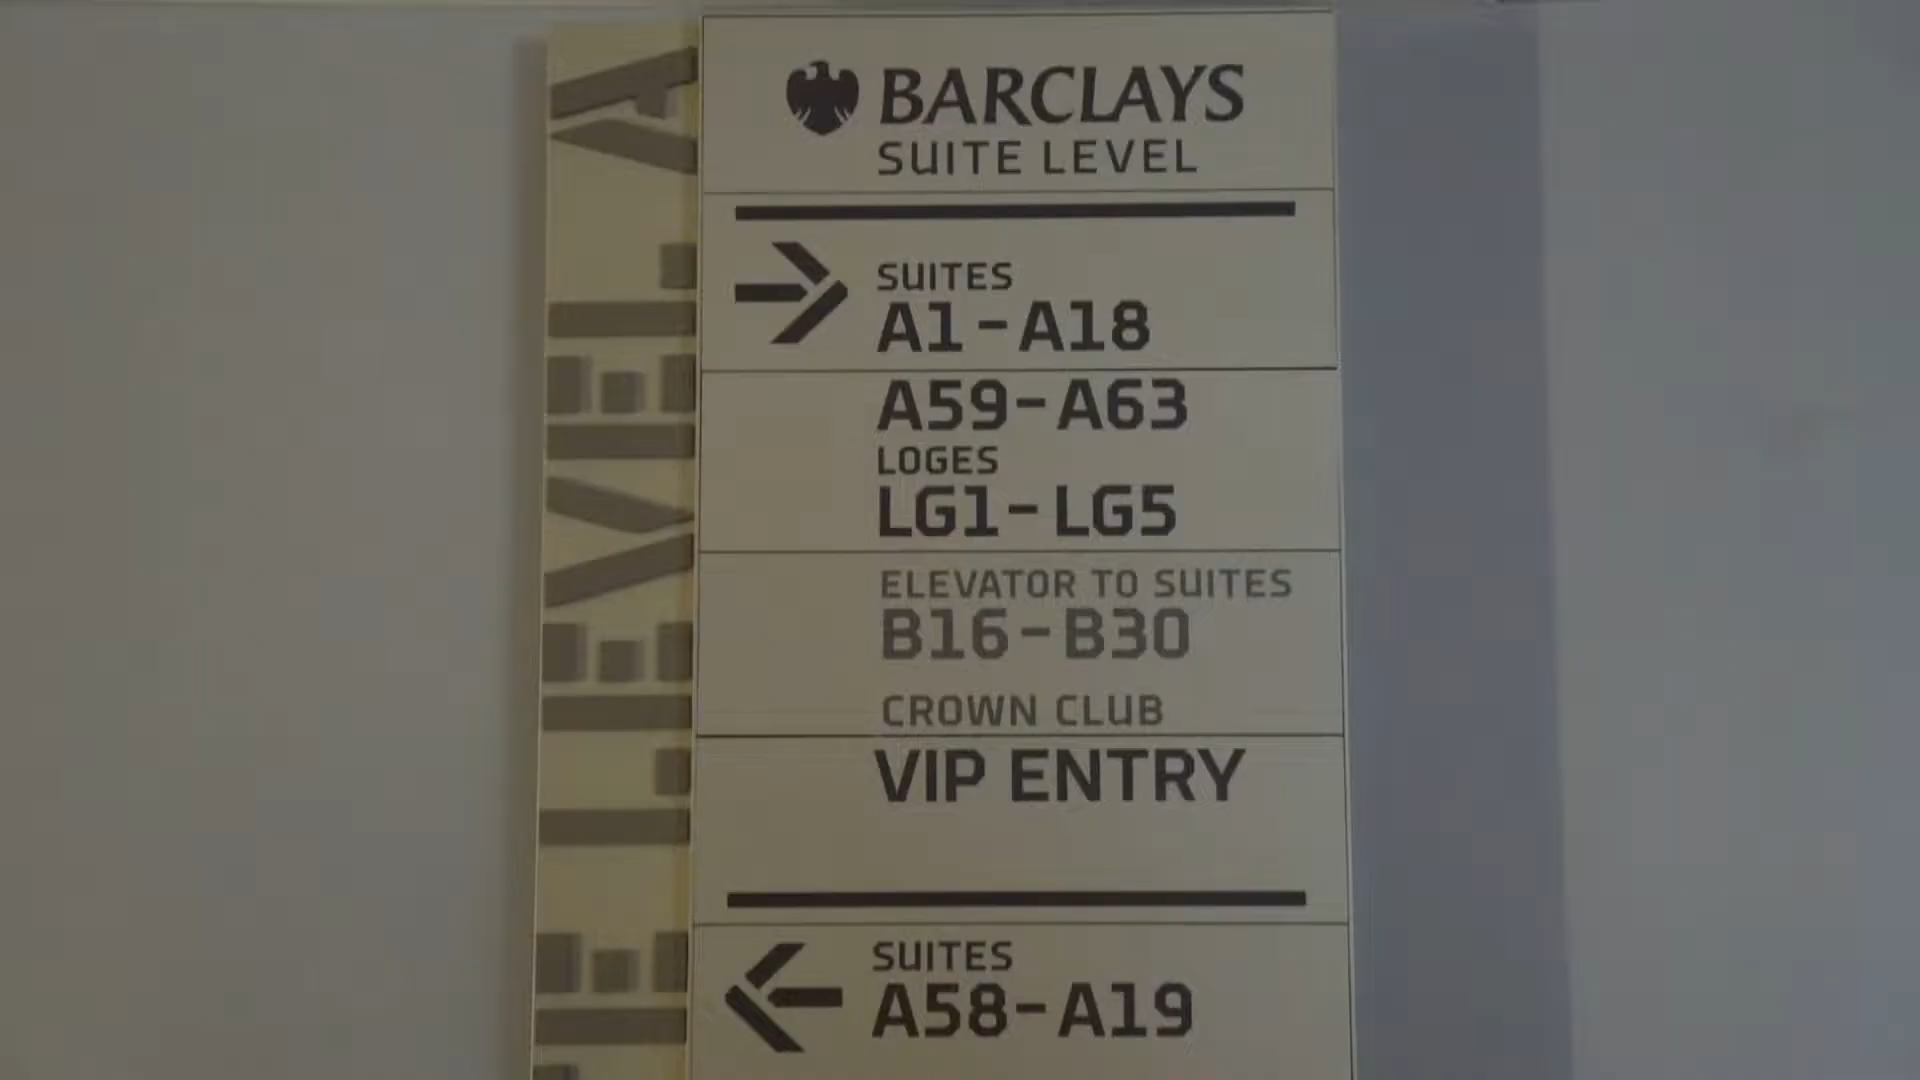 BARCLAYS
SUITE LEVEL
SUITES
A1-A18
A59-A63
LOGES
LG1-LG5
ELEVATOR TO SUITES
B16-B30
CROWN CLUB
VIP ENTRY
SUITES
A58-A19